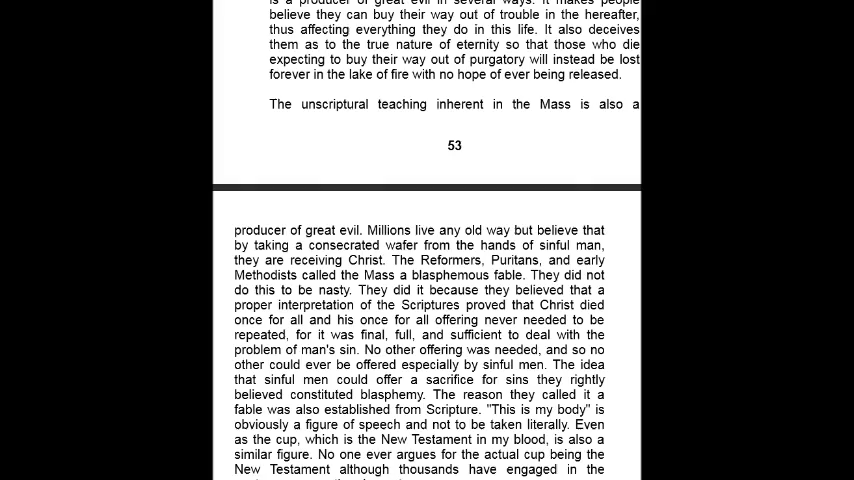 is a producer of great evil in several ways. It makes people
believe they can buy their way out of trouble in the hereafter,
thus affecting everything they do in this life. It also deceives
them as to the true nature of eternity so that those who die
expecting to buy their way out of purgatory will instead be lost
forever in the lake of fire with no hope of ever being released.
The unscriptural teaching inherent in the Mass is also a
53
producer of great evil. Millions live any old way but believe that
by taking a consecrated wafer from the hands of sinful man,
they are receiving Christ. The Reformers, Puritans, and early
Methodists called the Mass a blasphemous fable. They did not
do this to be nasty. They did it because they believed that a
proper interpretation of the Scriptures proved that Christ died
once for all and his once for all offering never needed to be
repeated, for it was final, full, and sufficient to deal with the
problem of man's sin. No other offering was needed, and so no
other could ever be offered especially by sinful men. The idea
that sinful men could offer a sacrifice for sins they rightly
believed constituted blasphemy. The reason they called it a
fable was also established from Scripture. "This is my body" is
obviously a figure of speech and not to be taken literally. Even
as the cup, which is the New Testament in my blood, is also a
similar figure. No one ever argues for the actual cup being the
New Testament although thousands have engaged in the